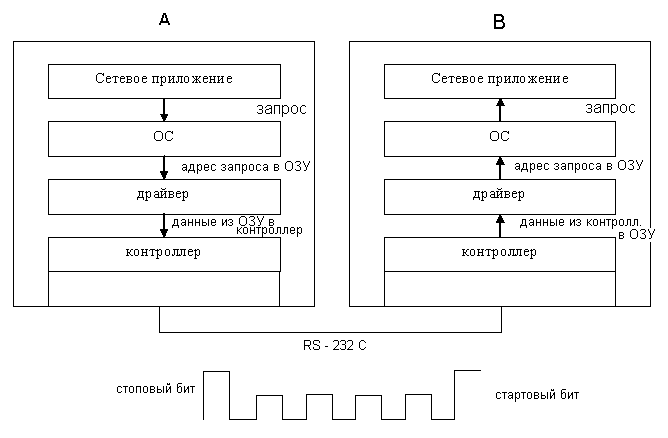 А
В
Сетевое приложение
запрос
ОС
адрес запроса в ОЗУ
драйвер
данные из ОЗУ в
контроллер
контроллер
Сетевое приложение
запрос
ОС
адрес запроса в ОЗУ
драйвер
данные из контролл.
в ОЗУ
контроллер
RS - 232 C
стоповый бит
стартовый бит